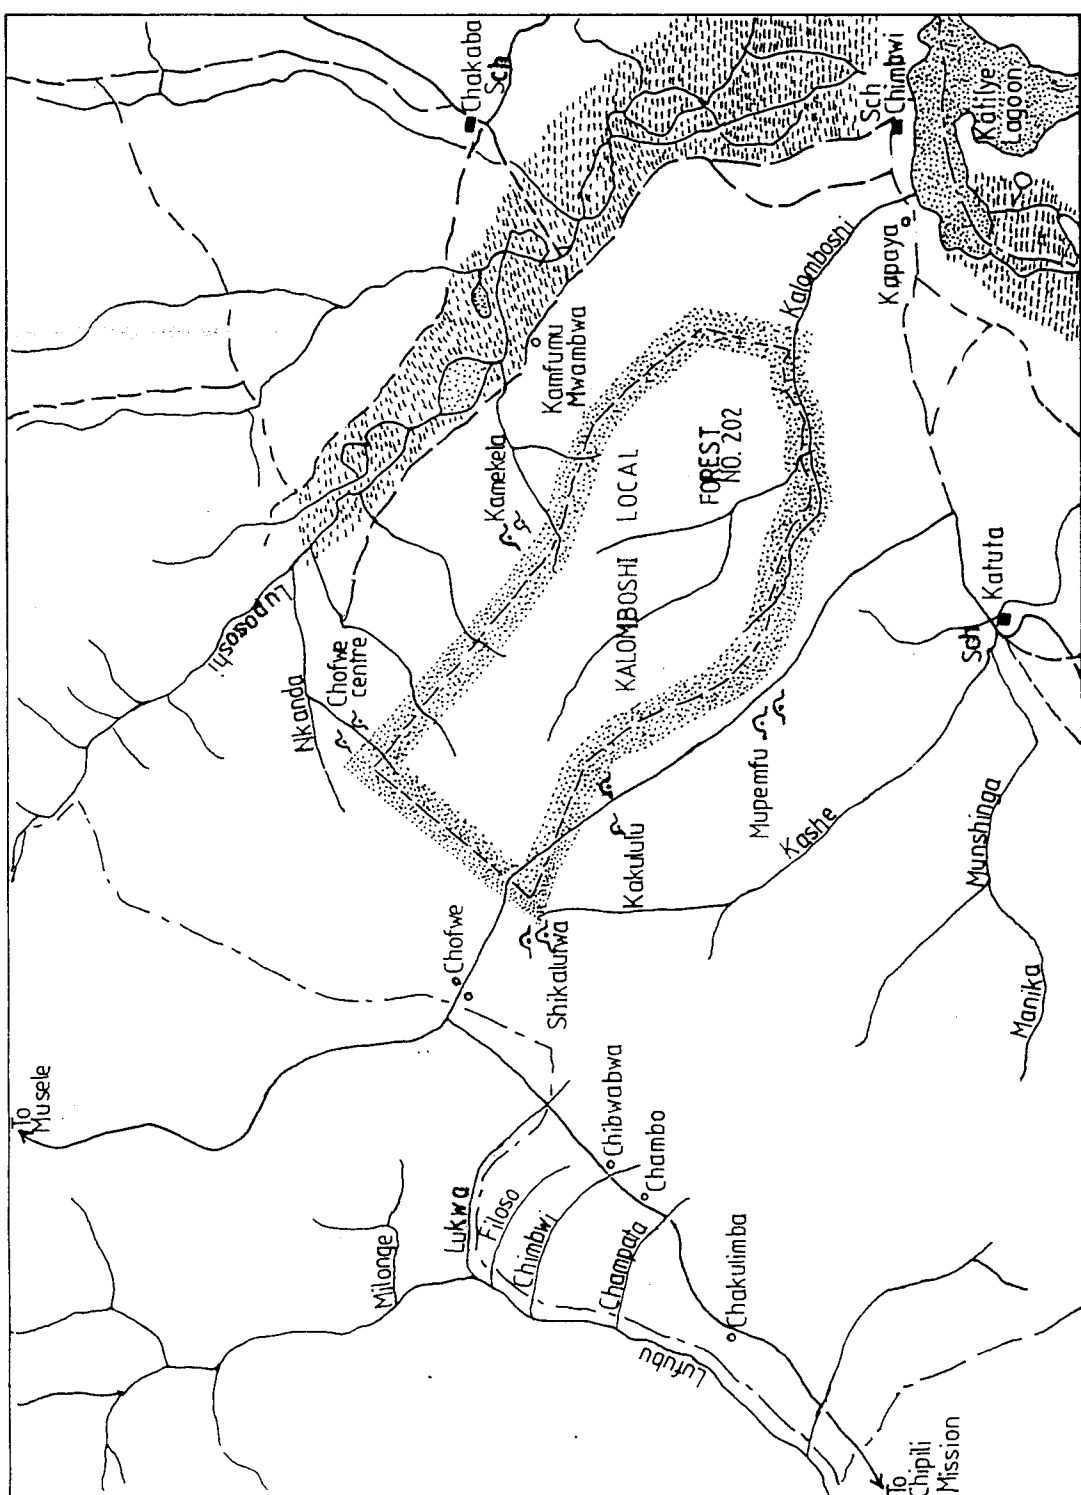 To
Musele
Milonge
Lukwa
Filoso
Chimbwi
Champata
Lufubu
To
Chipili
Mission
Chakulimba
Chambo
Chibwabwa
Chofwe
Shikalufwa
Kakululu
Mupemfu
Kashe
Munshinga
Manika
Nkanda
Chofwe
centre
Lupososhi
Kamekela
KALOMBOSHI LOCAL
FOREST
NO. 202
Kamfumu
Mwambwa
Kalomboshi
Sch
Katuta
Kapaya
Chakaba
Sch
Sch
Chimbwi
Katilye
Lagoon